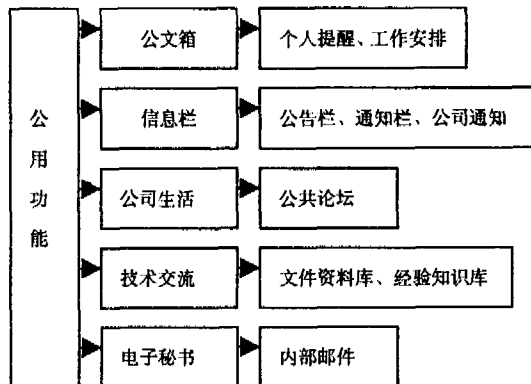 公用功能
公文箱
个人提醒、工作安排
信息栏
公告栏、通知栏、公司通知
公司生活
公共论坛
技术交流
文件资料库、经验知识库
电子秘书
内部邮件